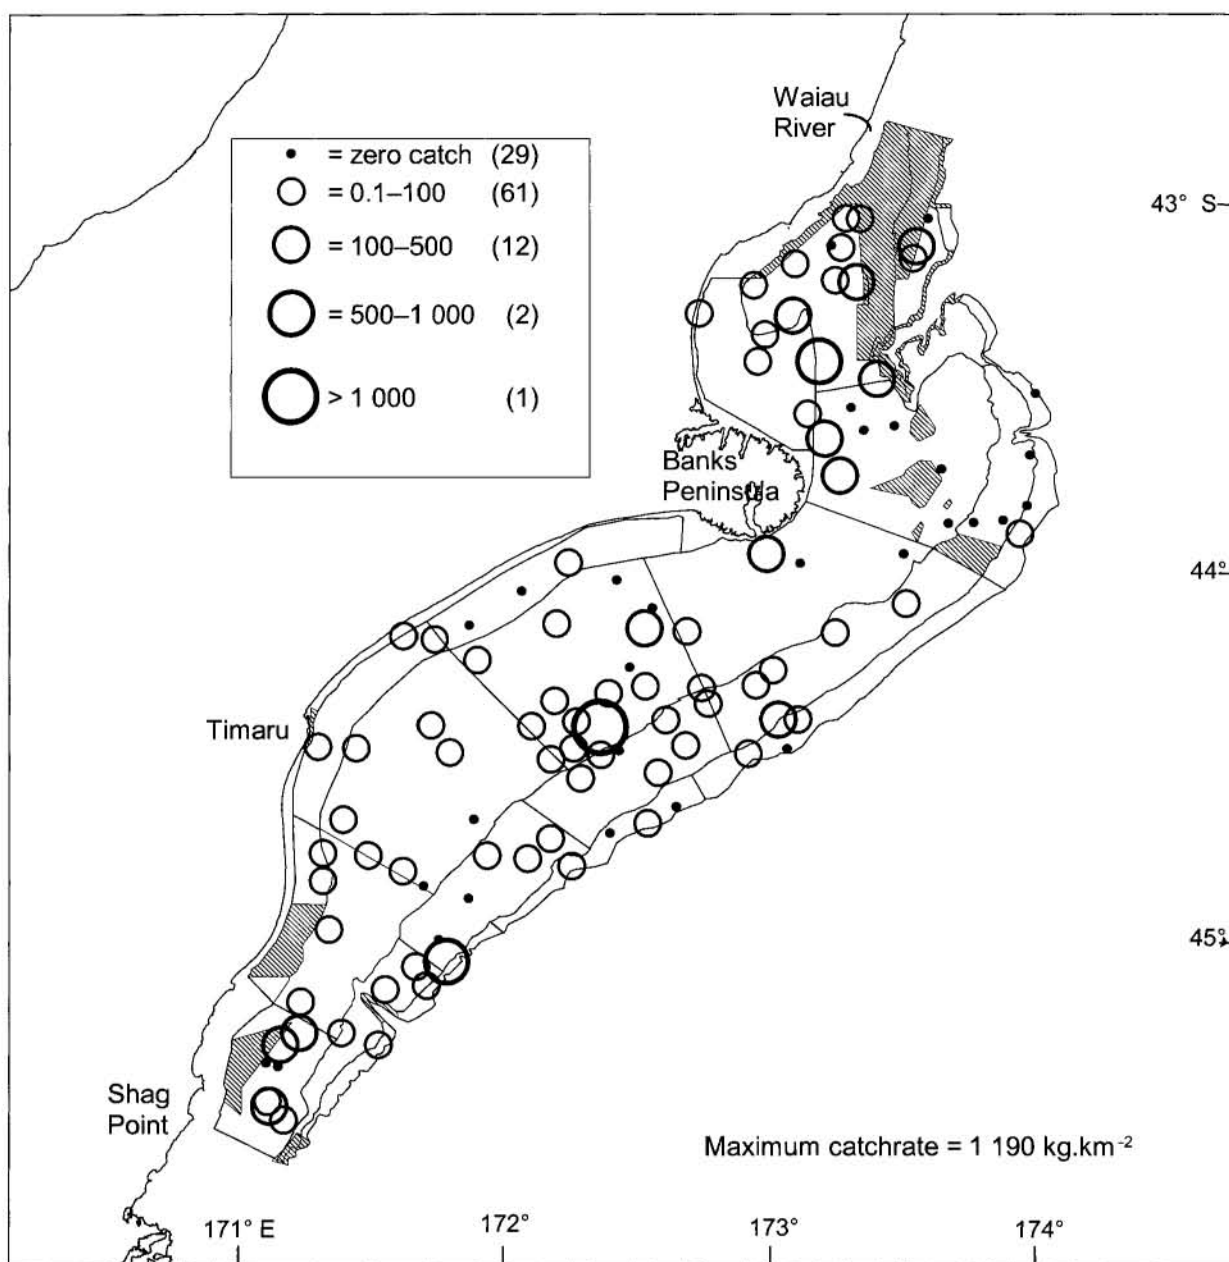 Waiau
River
• = zero catch (29)
= 0.1–100 (61)
= 100–500 (12)
= 500–1 000 (2)
> 1 000 (1)
43° S
Banks
Peninsula
44°
Timaru
45°
Shag
Point
Maximum catchrate = 1 190 kg.km-2
171° E 172° 173° 174°